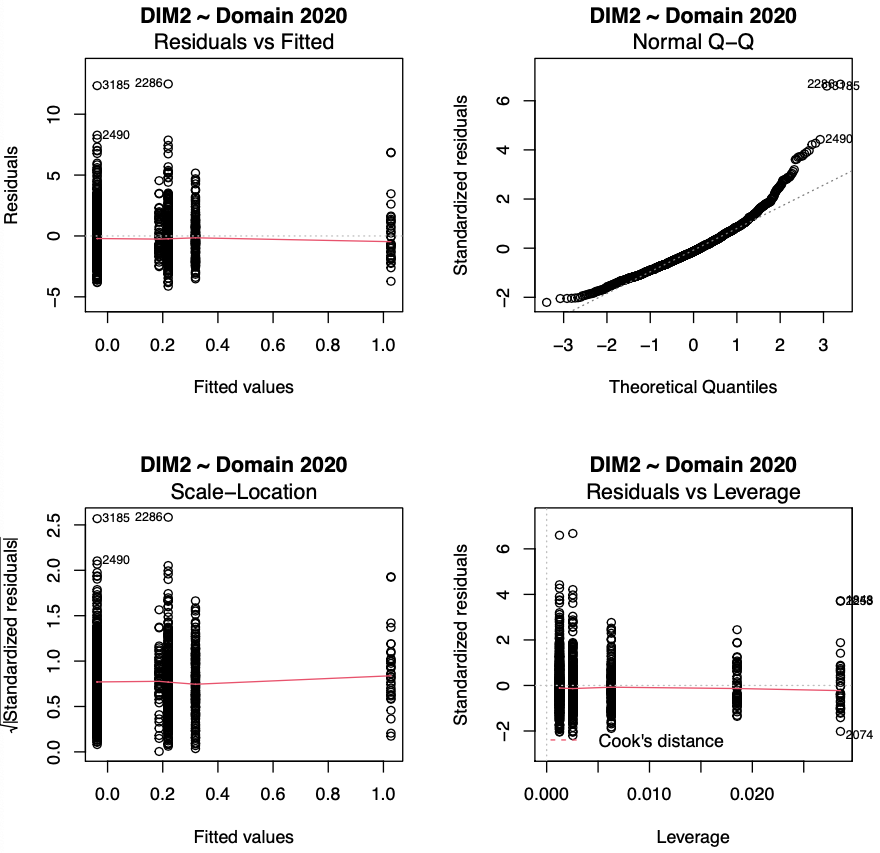 DIM2 ~ Domain 2020
Residuals vs Fitted
Residuals
10
5
0
−5
3185
2286
2490
0.0 0.2 0.4 0.6 0.8 1.0
Fitted values
DIM2 ~ Domain 2020
Normal Q−Q
Standardized residuals
6
4
2
0
−2
2286
3185
2490
−3 −2 −1 0 1 2 3
Theoretical Quantiles
DIM2 ~ Domain 2020
Scale−Location
√|Standardized residuals|
2.5
2.0
1.5
1.0
0.5
0.0
3185
2286
2490
0.0 0.2 0.4 0.6 0.8 1.0
Fitted values
DIM2 ~ Domain 2020
Residuals vs Leverage
Standardized residuals
6
4
2
0
−2
2074
Cook's distance
0.000 0.010 0.020
Leverage